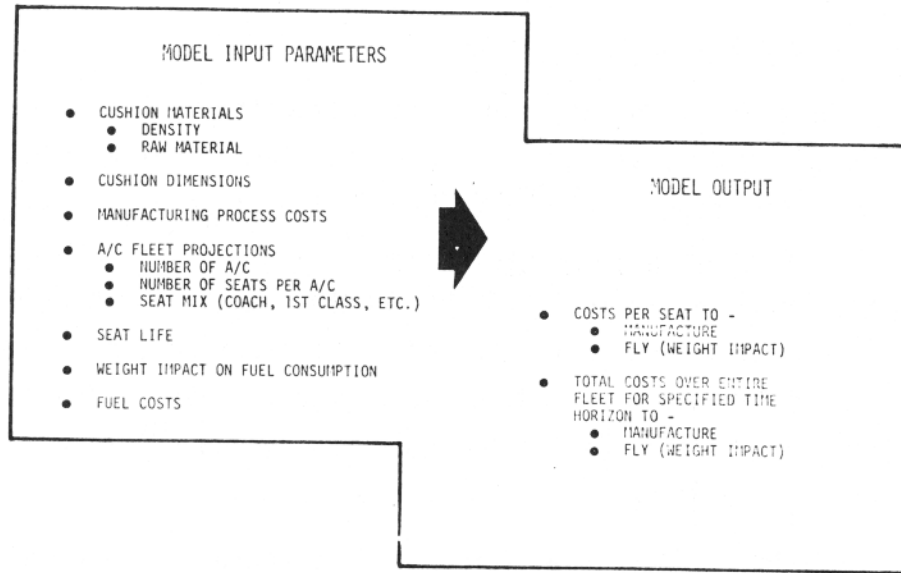 MODEL INPUT PARAMETERS
● CUSHION MATERIALS
● DENSITY
● RAW MATERIAL
● CUSHION DIMENSIONS
● MANUFACTURING PROCESS COSTS
● A/C FLEET PROJECTIONS
● NUMBER OF A/C
● NUMBER OF SEATS PER A/C
● SEAT MIX (COACH, 1ST CLASS, ETC.)
● SEAT LIFE
● WEIGHT IMPACT ON FUEL CONSUMPTION
● FUEL COSTS
MODEL OUTPUT
● COSTS PER SEAT TO -
● MANUFACTURE
● FLY (WEIGHT IMPACT)
● TOTAL COSTS OVER ENTIRE
FLEET FOR SPECIFIED TIME
HORIZON TO -
● MANUFACTURE
● FLY (WEIGHT IMPACT)